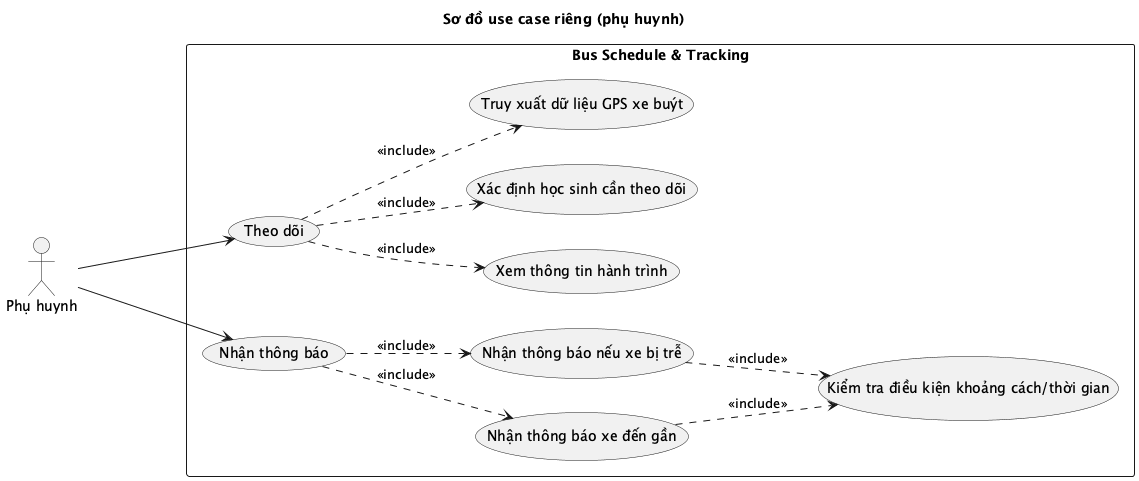 Sơ đồ use case riêng (phụ huynh)
Bus Schedule & Tracking
Truy xuất dữ liệu GPS xe buýt
«include»
Xác định học sinh cần theo dõi
«include»
Theo dõi
«include»
Xem thông tin hành trình
Phụ huynh
Nhận thông báo
«include»
Nhận thông báo nếu xe bị trễ
«include»
Kiểm tra điều kiện khoảng cách/thời gian
«include»
Nhận thông báo xe đến gần
«include»